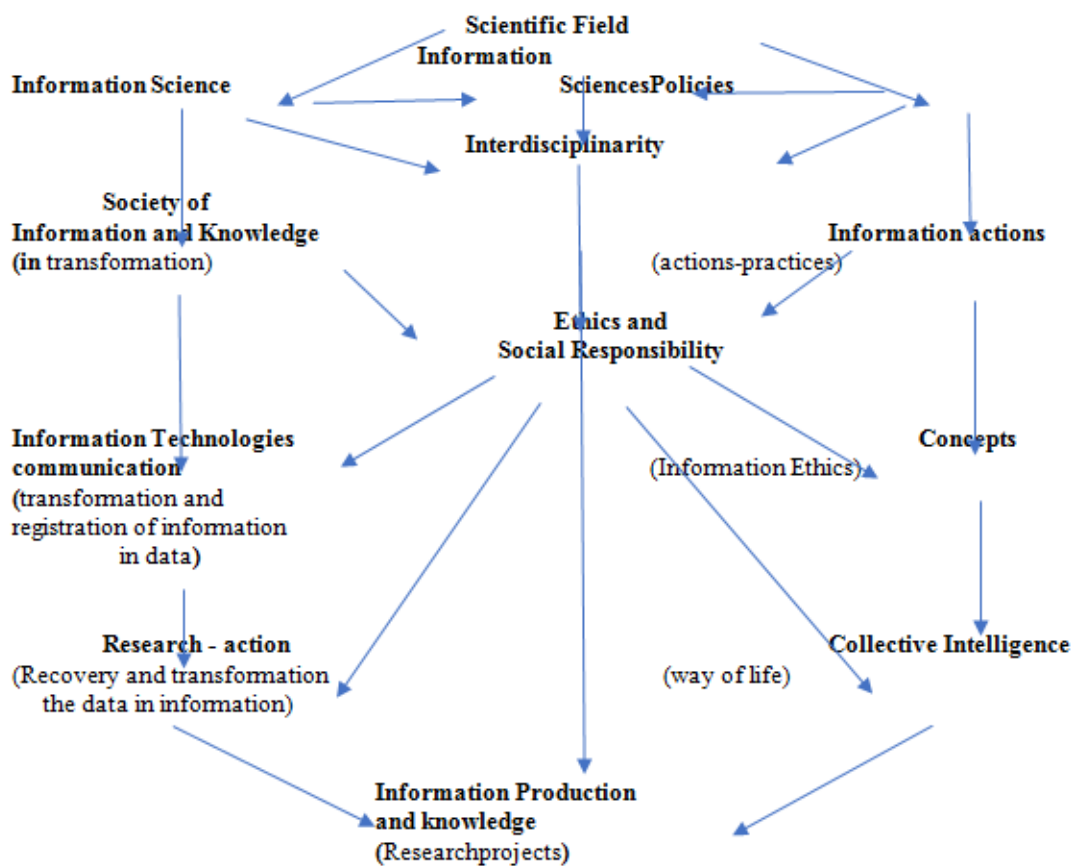 Scientific Field
Information
Information Science
SciencesPolicies
Interdisciplinarity
Society of
Information and Knowledge
(in transformation)
Information actions
(actions-practices)
Ethics and
Social Responsibility
Information Technologies
communication
(transformation and
registration of information
in data)
Concepts
(Information Ethics)
Research - action
(Recovery and transformation
the data in information)
Collective Intelligence
(way of life)
Information Production
and knowledge
(Researchprojects)